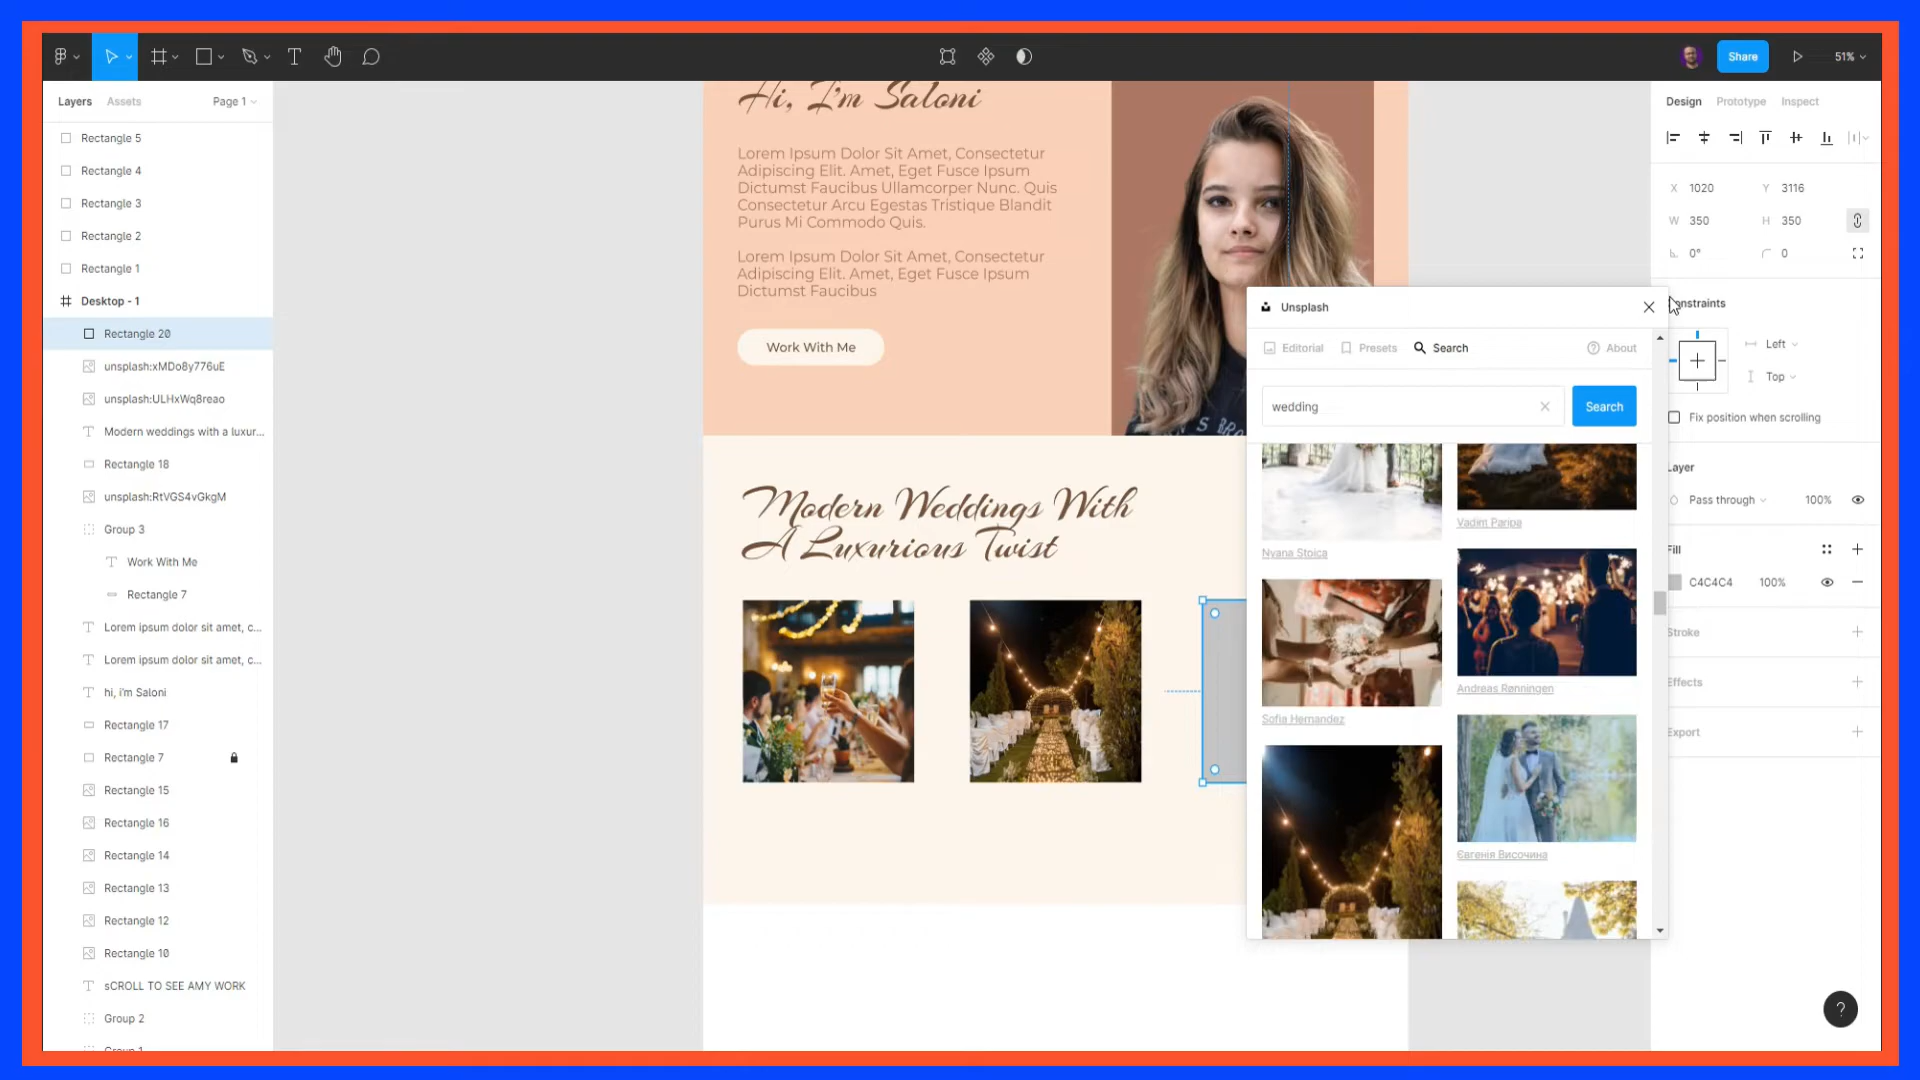 Share
51%
Layers
Assets
Page 1
Rectangle 5
Rectangle 4
Rectangle 3
Rectangle 2
Rectangle 1
Desktop - 1
Rectangle 20
unsplash:xMDo8y776uE
unsplash:ULHxWq8reao
Modern weddings with a luxur...
Rectangle 18
unsplash:RtVGS4vGkgM
Group 3
Work With Me
Rectangle 7
Lorem ipsum dolor sit amet, c...
Lorem ipsum dolor sit amet, c...
hi, i'm Saloni
Rectangle 17
Rectangle 7
Rectangle 15
Rectangle 16
Rectangle 14
Rectangle 13
Rectangle 12
Rectangle 10
sCROLL TO SEE AMY WORK
Group 2
Group 1
Hi, I'm Saloni
Lorem Ipsum Dolor Sit Amet, Consectetur
Adipiscing Elit. Amet, Eget Fusce Ipsum
Dictumst Faucibus Ullamcorper Nunc. Quis
Consectetur Arcu Egestas Tristique Blandit
Purus Mi Commodo Quis.
Lorem Ipsum Dolor Sit Amet, Consectetur
Adipiscing Elit. Amet, Eget Fusce Ipsum
Dictumst Faucibus
Work With Me
Modern Weddings With
A Luxurious Twist
Unsplash
Editorial
Presets
Search
About
wedding
Search
Nyana Stoica
Vadim Paripa
Sofia Hernandez
Andreas Rønningen
Євгенія Височина
Design
Prototype
Inspect
X 1020
Y 3116
W 350
H 350
0°
0
onstraints
Left
Top
Fix position when scrolling
Layer
Pass through
100%
Fill
C4C4C4
100%
Stroke
Effects
Export
?